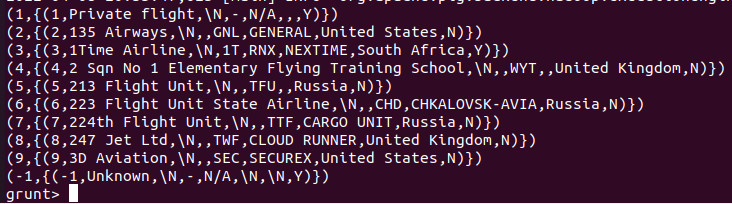 (1,{(1,Private flight,\N,-,N/A,,,Y)})
(2,{(2,135 Airways,\N,,GNL,GENERAL,United States,N)})
(3,{(3,1Time Airline,\N,1T,RNX,NEXTIME,South Africa,Y)})
(4,{(4,2 Sqn No 1 Elementary Flying Training School,\N,,WYT,,United Kingdom,N)})
(5,{(5,213 Flight Unit,\N,,TFU,,Russia,N)})
(6,{(6,223 Flight Unit State Airline,\N,,CHD,CHKALOVSK-AVIA,Russia,N)})
(7,{(7,224th Flight Unit,\N,,TTF,CARGO UNIT,Russia,N)})
(8,{(8,247 Jet Ltd,\N,,TWF,CLOUD RUNNER,United Kingdom,N)})
(9,{(9,3D Aviation,\N,,SEC,SECUREX,United States,N)})
(-1,{(-1,Unknown,\N,-,N/A,\N,\N,Y)})
grunt>